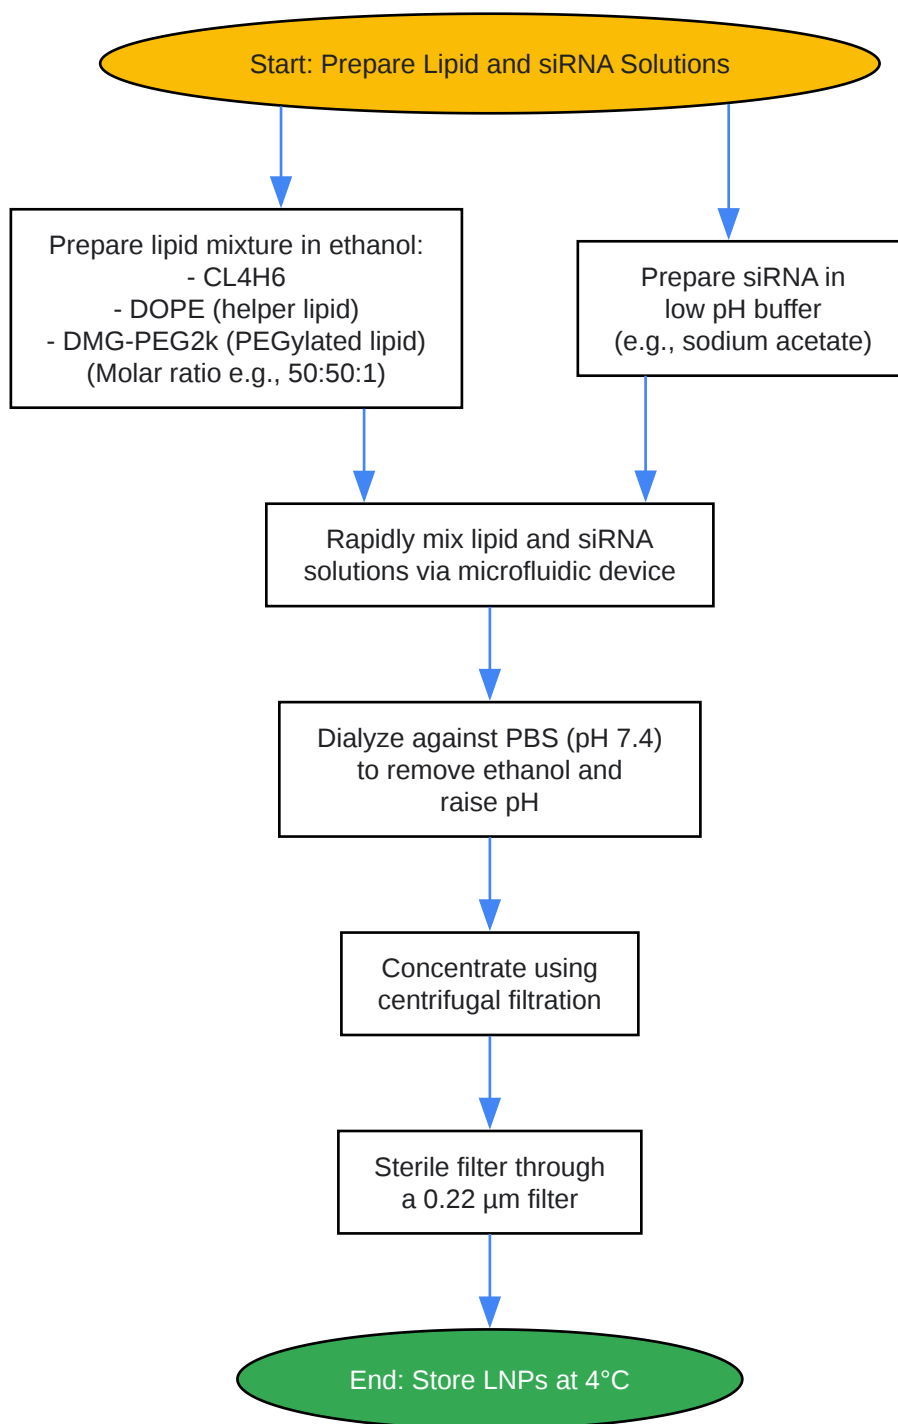 Start: Prepare Lipid and siRNA Solutions
Prepare lipid mixture in ethanol:
- CL4H6
- DOPE (helper lipid)
- DMG-PEG2k (PEGylated lipid)
(Molar ratio e.g., 50:50:1)
Prepare siRNA in
low pH buffer
(e.g., sodium acetate)
Rapidly mix lipid and siRNA
solutions via microfluidic device
Dialyze against PBS (pH 7.4)
to remove ethanol and
raise pH
Concentrate using
centrifugal filtration
Sterile filter through
a 0.22 µm filter
End: Store LNPs at 4°C